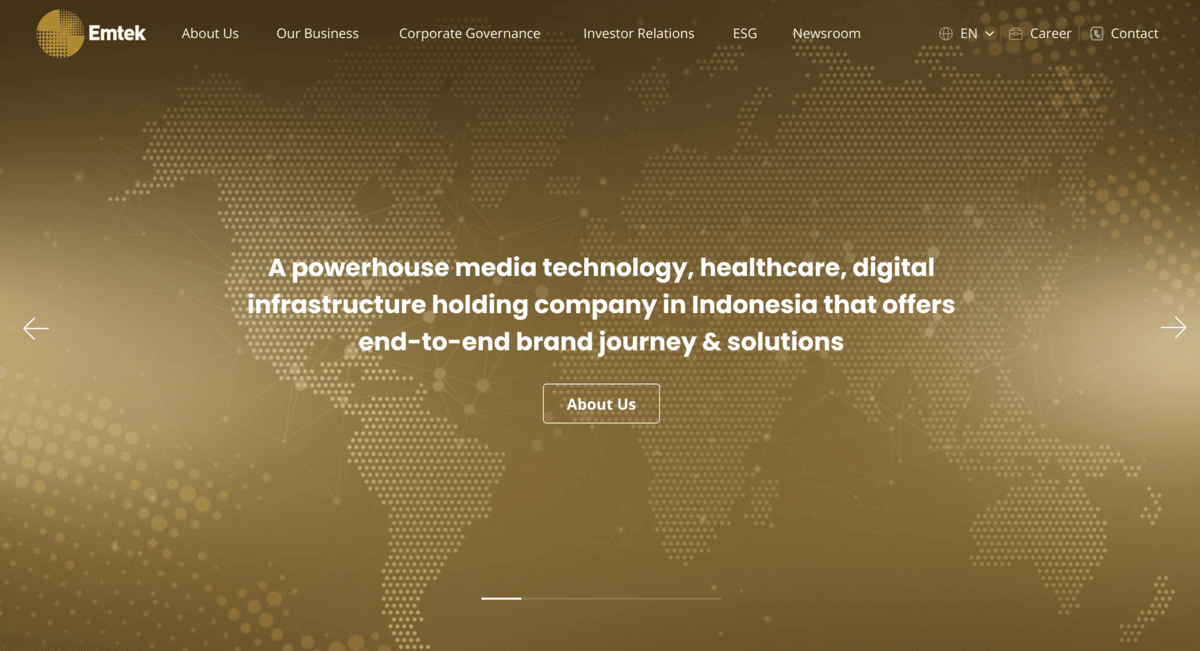 Emtek
About Us
Our Business
Corporate Governance
Investor Relations
ESG
Newsroom
EN
Career
Contact
A powerhouse media technology, healthcare, digital
infrastructure holding company in Indonesia that offers
end-to-end brand journey & solutions
About Us